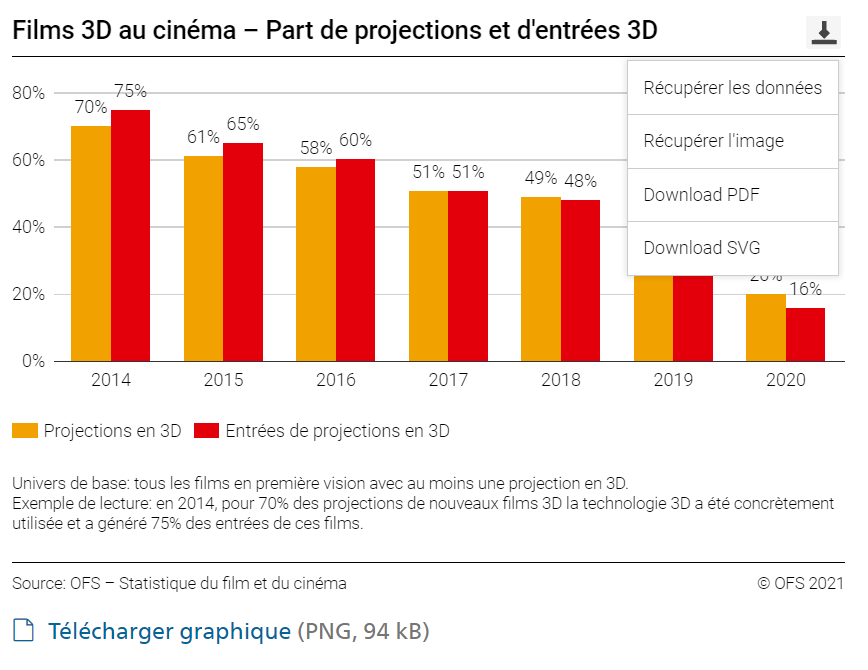 Films 3D au cinéma – Part de projections et d'entrées 3D
Récupérer les données
Récupérer l'image
Download PDF
Download SVG
80%
60%
40%
20%
0%
70% 75%
61% 65%
58% 60%
51% 51%
49% 48%
20% 16%
2014 2015 2016 2017 2018 2019 2020
Projections en 3D Entrées de projections en 3D
Univers de base: tous les films en première vision avec au moins une projection en 3D.
Exemple de lecture: en 2014, pour 70% des projections de nouveaux films 3D la technologie 3D a été concrètement
utilisée et a généré 75% des entrées de ces films.
Source: OFS – Statistique du film et du cinéma © OFS 2021
Télécharger graphique (PNG, 94 kB)